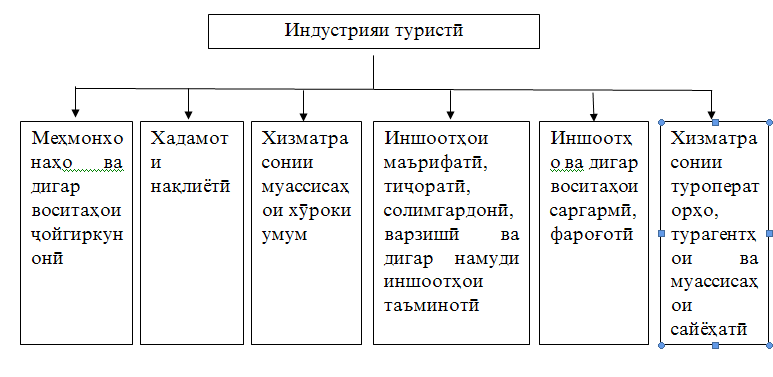 Индустрияи туристӣ
Меҳмонхо
наҳо ва
дигар
воситаҳои
ҷойгиркун
онӣ
Хадамот
и
нақлиётӣ
Хизматра
сонии
муассисаҳ
ои хӯроки
умум
Иншоотҳои
маърифатӣ,
тиҷоратӣ,
солимгардонӣ,
варзишӣ ва
дигар намуди
иншоотҳои
таъминотӣ
Иншоотҳ
о ва дигар
воситаҳои
саргармӣ,
фароғотӣ
Хизматра
сонии
туроперат
орҳо,
турагентҳ
ои ва
муассисаҳ
ои
сайёҳатӣ